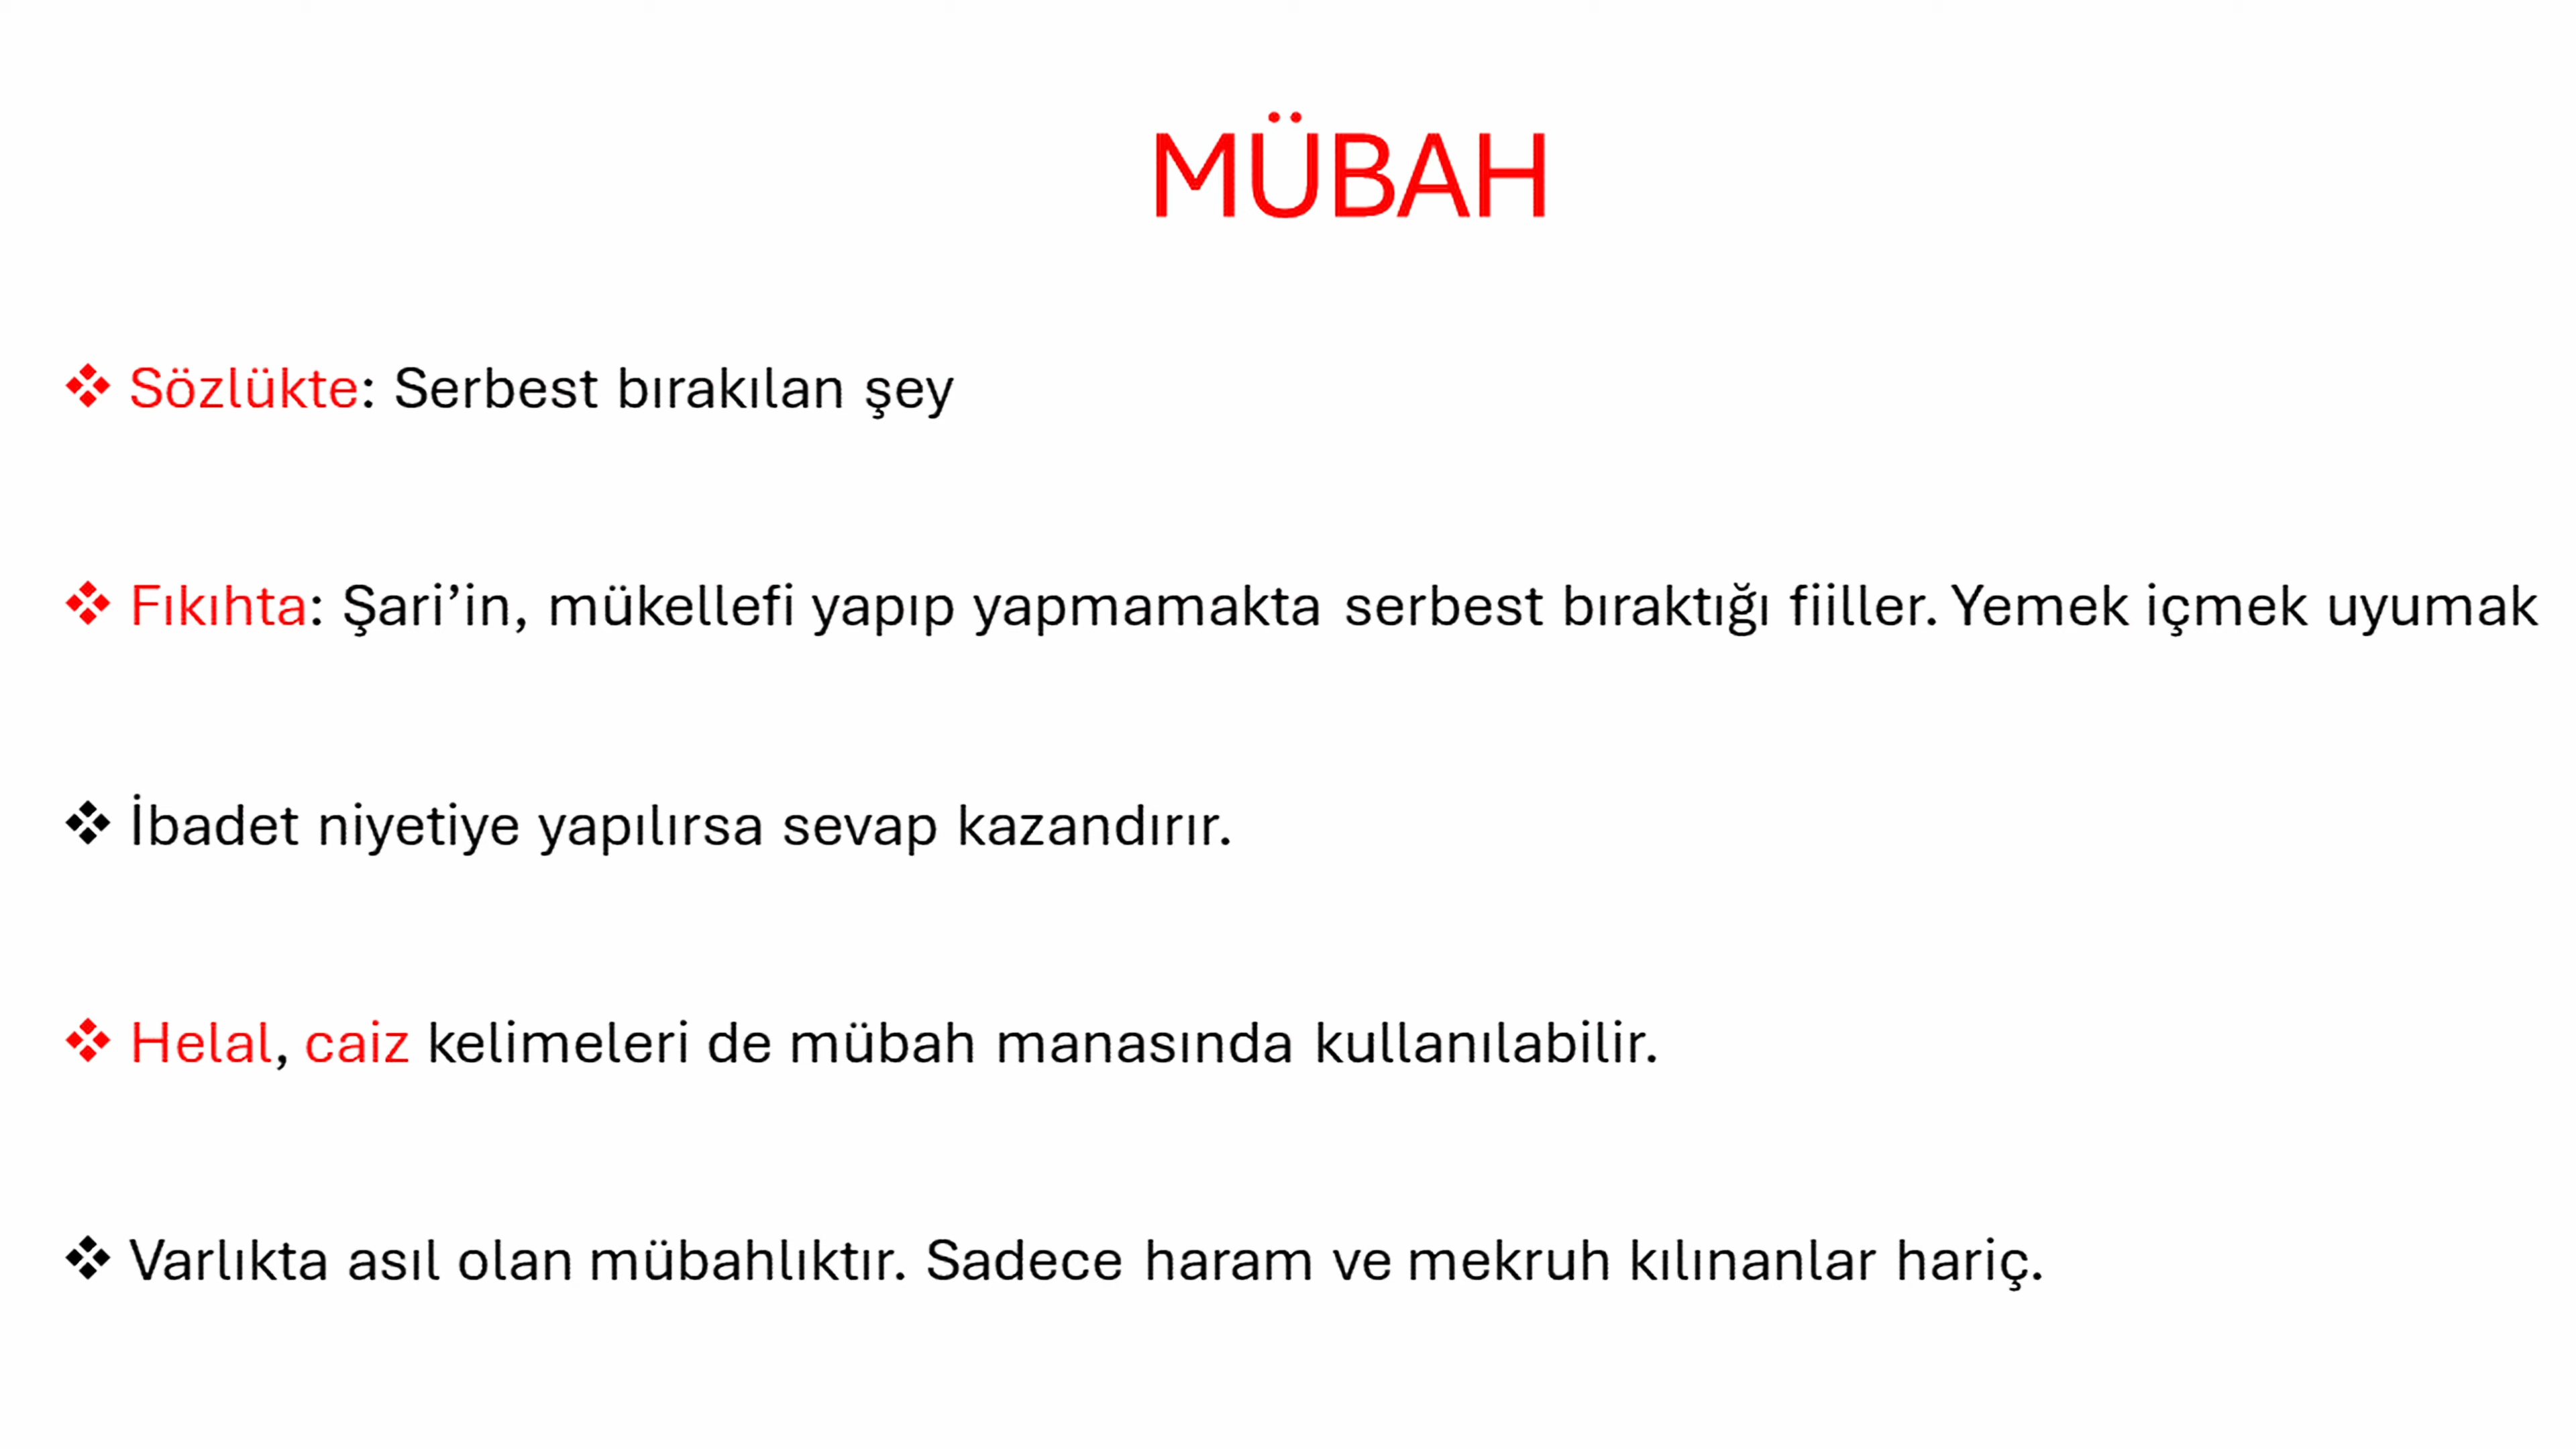 MÜBAH
❖ Sözlükte: Serbest bırakılan şey
❖ Fıkıhta: Şari’in, mükellefi yapıp yapmamakta serbest bıraktığı fiiller. Yemek içmek uyumak
❖ İbadet niyetiye yapılırsa sevap kazandırır.
❖ Helal, caiz kelimeleri de mübah manasında kullanılabilir.
❖ Varlıkta asıl olan mübahlıktır. Sadece haram ve mekruh kılınanlar hariç.